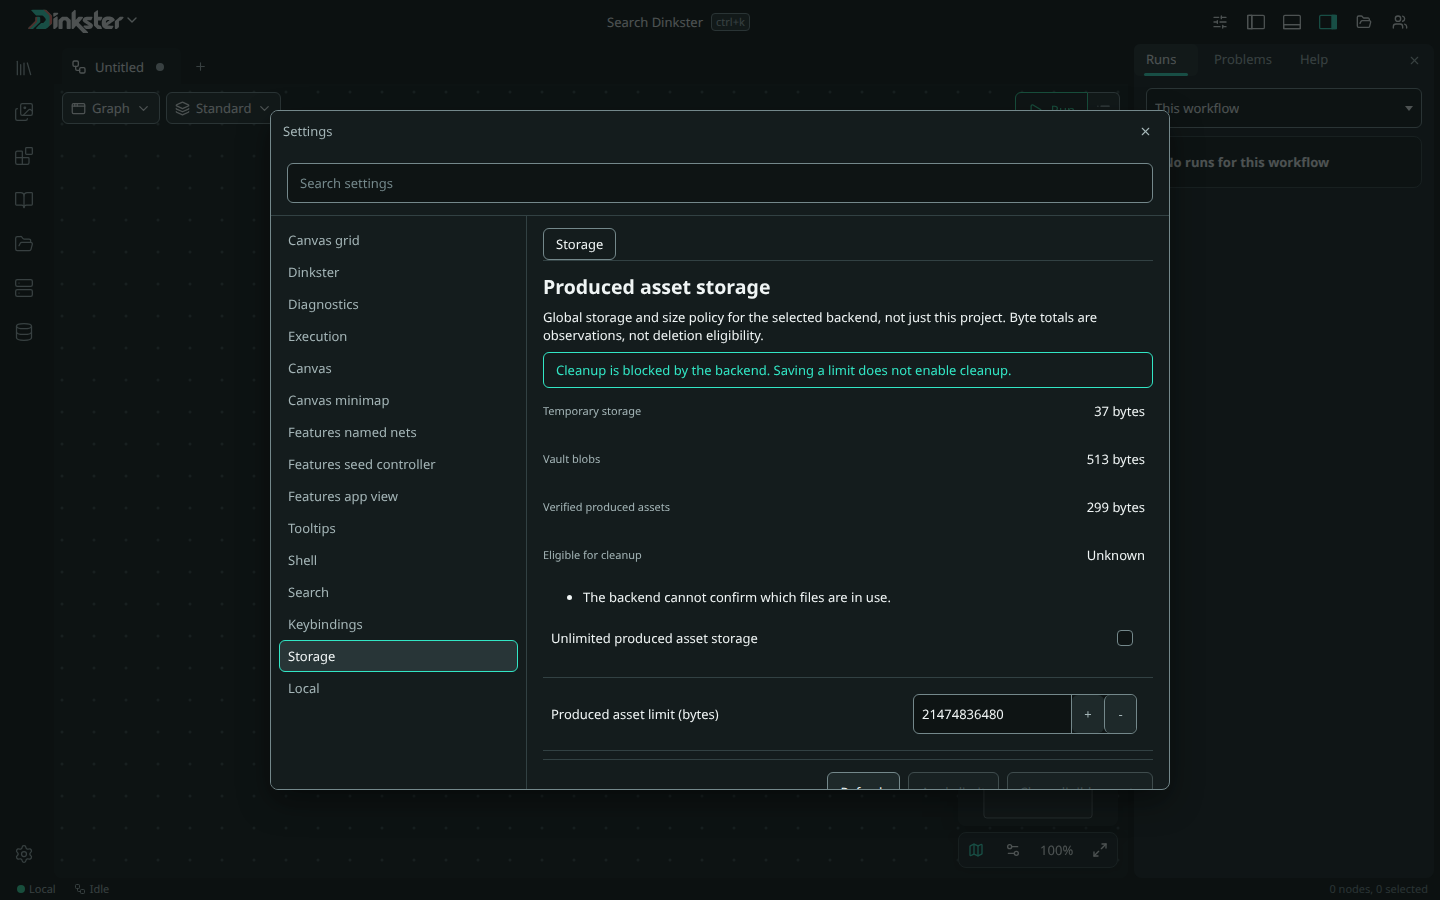 Dinkster
Search Dinkster ctrl+k
Untitled
Runs Problems Help
Graph Standard
Run
This workflow
No runs for this workflow
Settings
Search settings
Canvas grid
Dinkster
Diagnostics
Execution
Canvas
Canvas minimap
Features named nets
Features seed controller
Features app view
Tooltips
Shell
Search
Keybindings
Storage
Local
Storage
Produced asset storage
Global storage and size policy for the selected backend, not just this project. Byte totals are
observations, not deletion eligibility.
Cleanup is blocked by the backend. Saving a limit does not enable cleanup.
Temporary storage 37 bytes
Vault blobs 513 bytes
Verified produced assets 299 bytes
Eligible for cleanup Unknown
The backend cannot confirm which files are in use.
Unlimited produced asset storage
Produced asset limit (bytes) 21474836480 + -
Refresh
100%
Local Idle
0 nodes, 0 selected